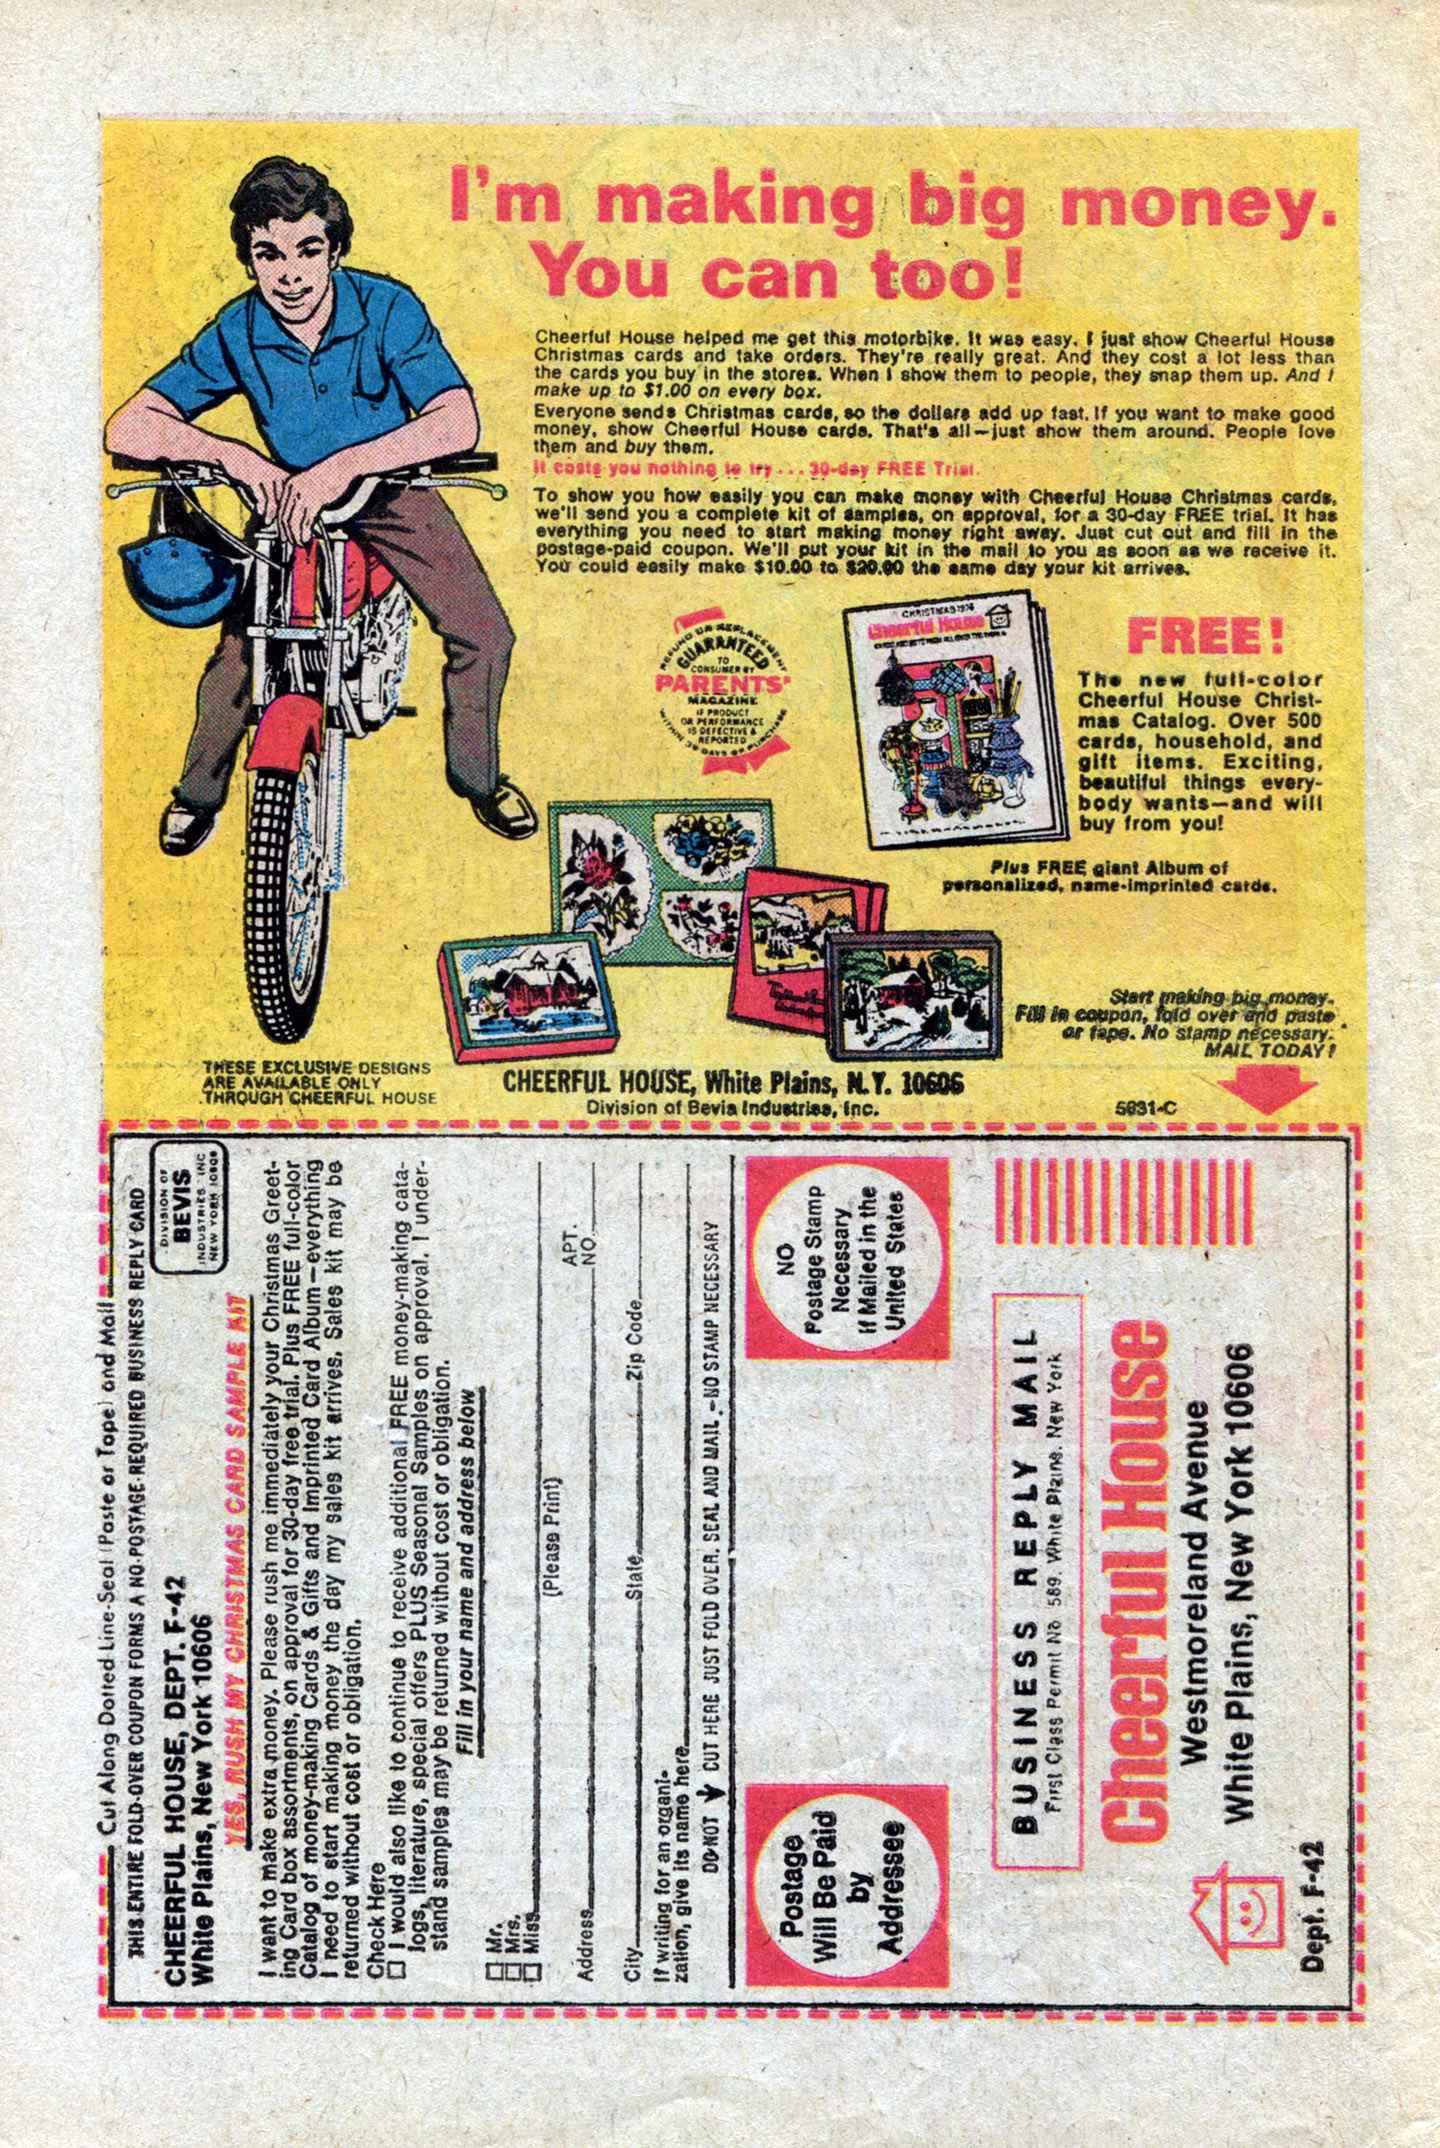 I'm making big money.
You can too!
Cheerful House helped me get this motorbike. It was easy. I just show Cheerful House
Christmas cards and take orders. They're really great. And they cost a lot less than
the cards you buy in the stores. When I show them to people, they snap them up. And I
make up to $1.00 on every box.
Everyone sends Christmas cards, so the dollars add up fast. If you want to make good
money, show Cheerful House cards. That's all—just show them around. People love
them and buy them.
It costs you nothing to try . . . 30-day FREE Trial.
To show you how easily you can make money with Cheerful House Christmas cards,
we'll send you a complete kit of samples, on approval, for a 30-day FREE trial. It has
everything you need to start making money right away. Just cut out and fill in the
postage-paid coupon. We'll put your kit in the mail to you as soon as we receive it.
You could easily make $10.00 to $20.00 the same day your kit arrives.
REFUND OR REPLACEMENT
GUARANTEED
TO
CONSUMER BY
PARENTS'
MAGAZINE
IF PRODUCT
OR PERFORMANCE
IS DEFECTIVE &
REPORTED
WITHIN 30 DAYS OF PURCHASE
CHRISTMAS 1974
Cheerful House
FREE!
The new full-color
Cheerful House Christ-
mas Catalog. Over 500
cards, household, and
gift items. Exciting,
beautiful things every-
body wants—and will
buy from you!
Plus FREE giant Album of
personalized, name-imprinted cards.
Start making big money.
Fill in coupon, fold over and paste
or tape. No stamp necessary.
MAIL TODAY!
THESE EXCLUSIVE DESIGNS
ARE AVAILABLE ONLY
THROUGH CHEERFUL HOUSE
CHEERFUL HOUSE, White Plains, N.Y. 10606
Division of Bevis Industries, Inc.
5631-C
Cut Along Dotted Line-Seal (Paste or Tape) and Mail
THIS ENTIRE FOLD-OVER COUPON FORMS A NO-POSTAGE-REQUIRED BUSINESS REPLY CARD
CHEERFUL HOUSE, DEPT. F-42
White Plains, New York 10606
DIVISION OF
BEVIS
INDUSTRIES INC
NEW YORK 10606
YES, RUSH MY CHRISTMAS CARD SAMPLE KIT
I want to make extra money. Please rush me immediately your Christmas Greet-
ing Card box assortments, on approval for 30-day free trial. Plus FREE full-color
Catalog of money-making Cards & Gifts and Imprinted Card Album—everything
I need to start making money the day my sales kit arrives. Sales kit may be
returned without cost or obligation.
Check Here
☐ I would also like to continue to receive additional FREE money-making cata-
logs, literature, special offers PLUS Seasonal Samples on approval. I under-
stand samples may be returned without cost or obligation.
Fill in your name and address below
☐ Mr.
☐ Mrs.
☐ Miss
(Please Print)
Address
APT.
NO.
City
State
Zip Code
If writing for an organi-
zation, give its name here
DO NOT CUT HERE JUST FOLD OVER, SEAL AND MAIL.—NO STAMP NECESSARY
Postage
Will Be Paid
by
Addressee
NO
Postage Stamp
Necessary
If Mailed in the
United States
BUSINESS REPLY MAIL
First Class Permit No 589, White Plains, New York
Cheerful House
Westmoreland Avenue
White Plains, New York 10606
Dept. F-42